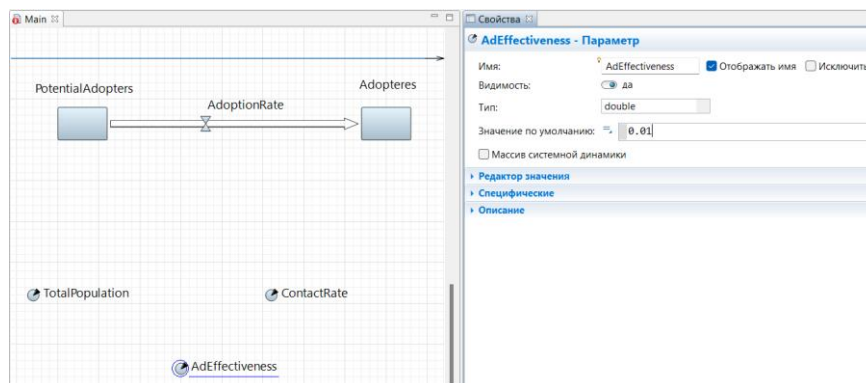 Main
PotentialAdopters
Adopteres
AdoptionRate
TotalPopulation
ContactRate
AdEffectiveness
Свойства
AdEffectiveness - Параметр
Имя: AdEffectiveness Отображать имя Исключить
Видимость: да
Тип: double
Значение по умолчанию: 0.01
Массив системной динамики
Редактор значения
Специфические
Описание